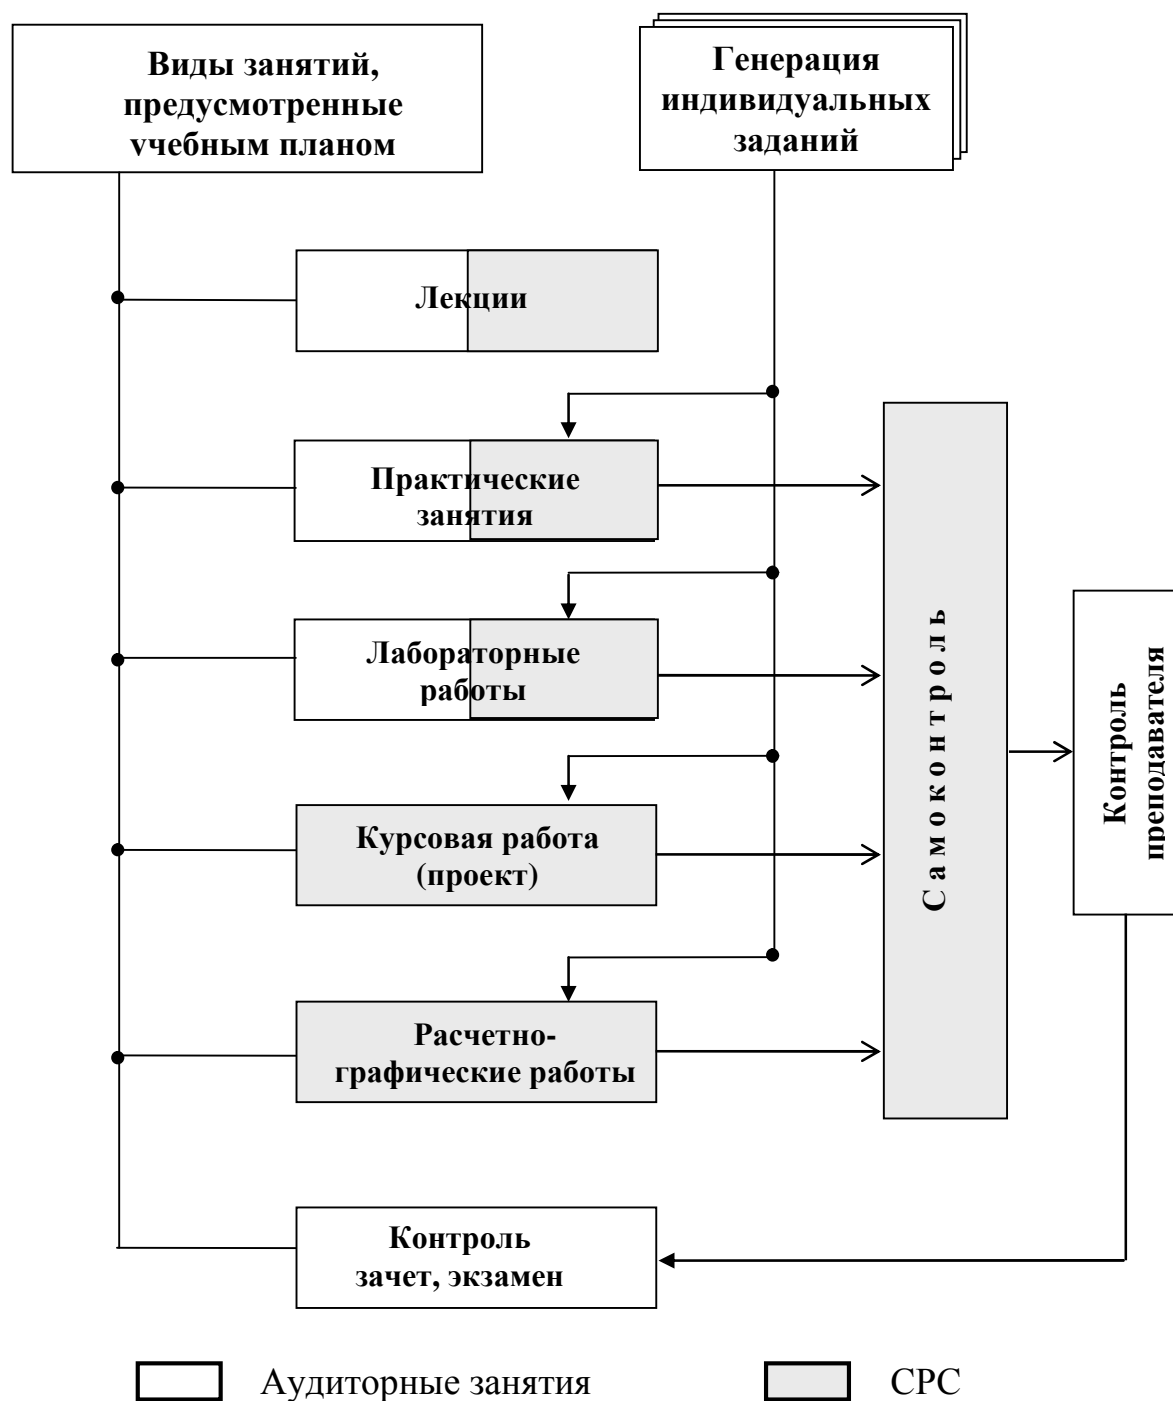 Виды занятий,
предусмотренные
учебным планом
Генерация
индивидуальных
заданий
Лекции
Практические
занятия
Лабораторные
работы
Курсовая работа
(проект)
Расчетно-
графические работы
Самоконтроль
Контроль
преподавателя
Контроль
зачет, экзамен
Аудиторные занятия
СРС